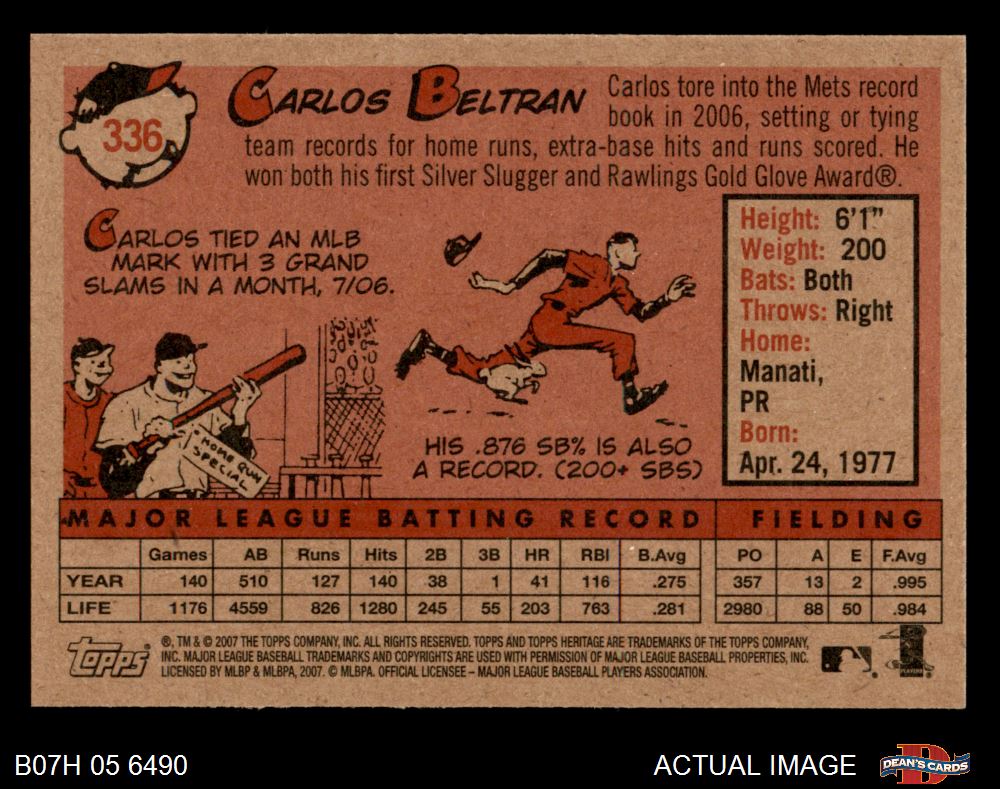 336
CARLOS BELTRAN
Carlos tore into the Mets record
book in 2006, setting or tying
team records for home runs, extra-base hits and runs scored. He
won both his first Silver Slugger and Rawlings Gold Glove Award®.
CARLOS TIED AN MLB
MARK WITH 3 GRAND
SLAMS IN A MONTH, 7/06.
HOME RUN
SPECIAL
HIS .876 SB% IS ALSO
A RECORD. (200+ SBS)
Height: 6'1"
Weight: 200
Bats: Both
Throws: Right
Home:
Manati,
PR
Born:
Apr. 24, 1977
MAJOR LEAGUE BATTING RECORD FIELDING
Games AB Runs Hits 2B 3B HR RBI B.Avg PO A E F.Avg
YEAR 140 510 127 140 38 1 41 116 .275 357 13 2 .995
LIFE 1176 4559 826 1280 245 55 203 763 .281 2980 88 50 .984
Topps®
®, TM & © 2007 THE TOPPS COMPANY, INC. ALL RIGHTS RESERVED. TOPPS AND TOPPS HERITAGE ARE TRADEMARKS OF THE TOPPS COMPANY,
INC. MAJOR LEAGUE BASEBALL TRADEMARKS AND COPYRIGHTS ARE USED WITH PERMISSION OF MAJOR LEAGUE BASEBALL PROPERTIES, INC.
LICENSED BY MLBP & MLBPA, 2007. © MLBPA. OFFICIAL LICENSEE – MAJOR LEAGUE BASEBALL PLAYERS ASSOCIATION.
B07H 05 6490
ACTUAL IMAGE
D
DEAN'S CARDS